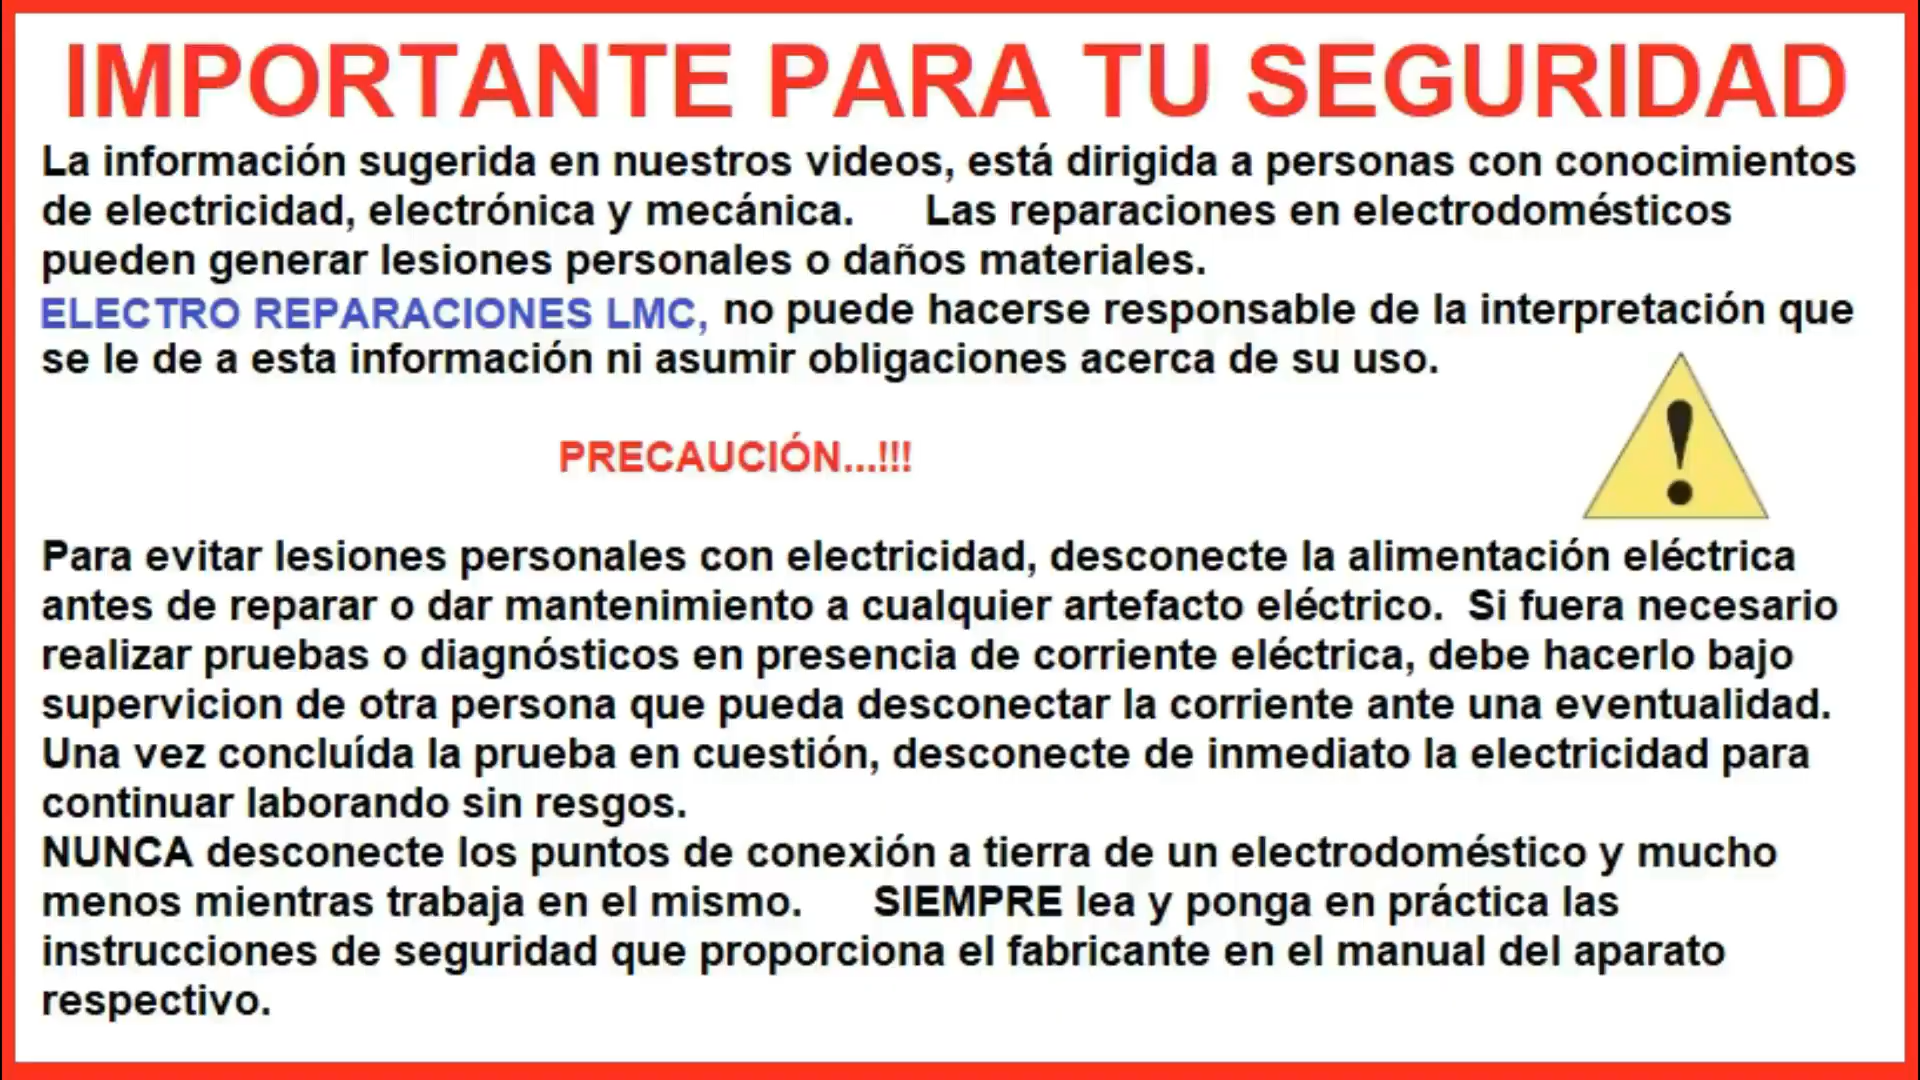 IMPORTANTE PARA TU SEGURIDAD
La información sugerida en nuestros videos, está dirigida a personas con conocimientos
de electricidad, electrónica y mecánica. Las reparaciones en electrodomésticos
pueden generar lesiones personales o daños materiales.
ELECTRO REPARACIONES LMC, no puede hacerse responsable de la interpretación que
se le de a esta información ni asumir obligaciones acerca de su uso.
PRECAUCIÓN...!!!
Para evitar lesiones personales con electricidad, desconecte la alimentación eléctrica
antes de reparar o dar mantenimiento a cualquier artefacto eléctrico. Si fuera necesario
realizar pruebas o diagnósticos en presencia de corriente eléctrica, debe hacerlo bajo
supervicion de otra persona que pueda desconectar la corriente ante una eventualidad.
Una vez concluída la prueba en cuestión, desconecte de inmediato la electricidad para
continuar laborando sin resgos.
NUNCA desconecte los puntos de conexión a tierra de un electrodoméstico y mucho
menos mientras trabaja en el mismo. SIEMPRE lea y ponga en práctica las
instrucciones de seguridad que proporciona el fabricante en el manual del aparato
respectivo.